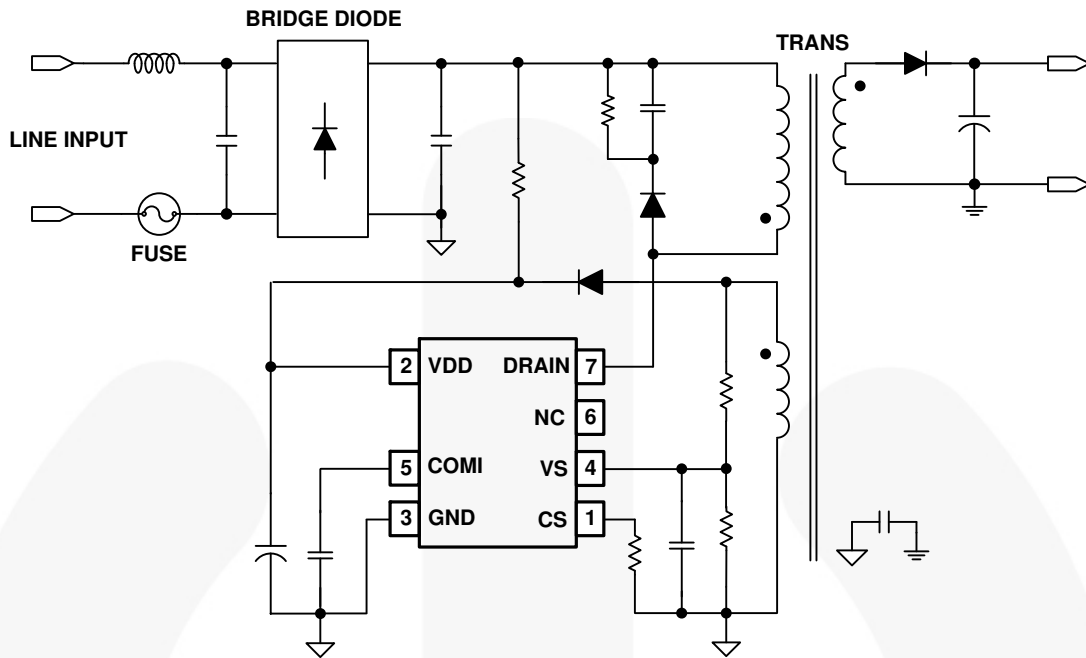 BRIDGE DIODE
TRANS
LINE INPUT
FUSE
2 VDD DRAIN 7
NC 6
5 COMI VS 4
3 GND CS 1